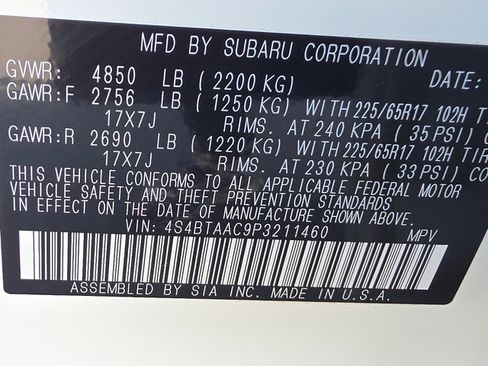 MFD BY SUBARU CORPORATION
GVWR: 4850 LB (2200 KG) DATE:
GAWR:F 2756 LB (1250 KG) WITH 225/65R17 102H
17X7J RIMS. AT 240 KPA (35 PSI)
GAWR:R 2690 LB (1220 KG) WITH 225/65R17 102H TIR
17X7J RIMS. AT 230 KPA (33 PSI) CO
THIS VEHICLE CONFORMS TO ALL APPLICABLE FEDERAL MOTOR
VEHICLE SAFETY AND THEFT PREVENTION STANDARDS
IN EFFECT ON THE DATE OF MANUFACTURE SHOWN ABOVE.
VIN: 4S4BTAAC9P3211460 MPV
ASSEMBLED BY SIA INC. MADE IN U.S.A.